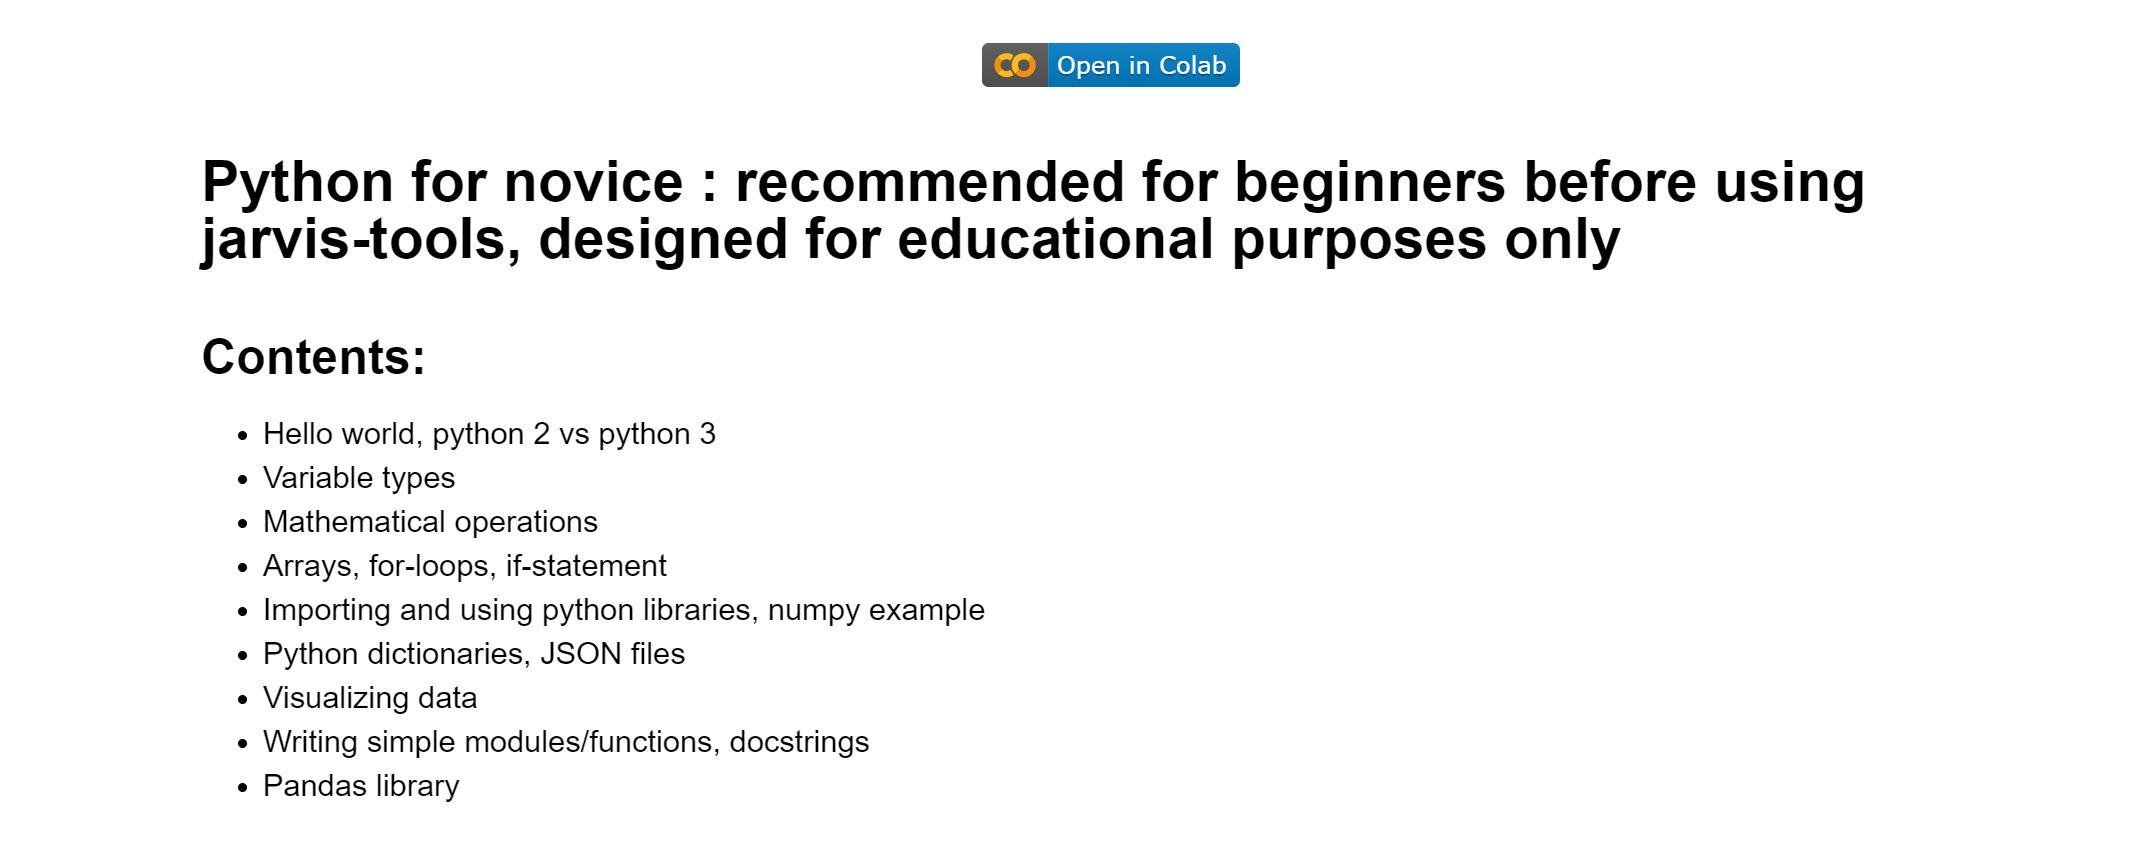 Open in Colab
Python for novice : recommended for beginners before using
jarvis-tools, designed for educational purposes only
Contents:
Hello world, python 2 vs python 3
Variable types
Mathematical operations
Arrays, for-loops, if-statement
Importing and using python libraries, numpy example
Python dictionaries, JSON files
Visualizing data
Writing simple modules/functions, docstrings
Pandas library